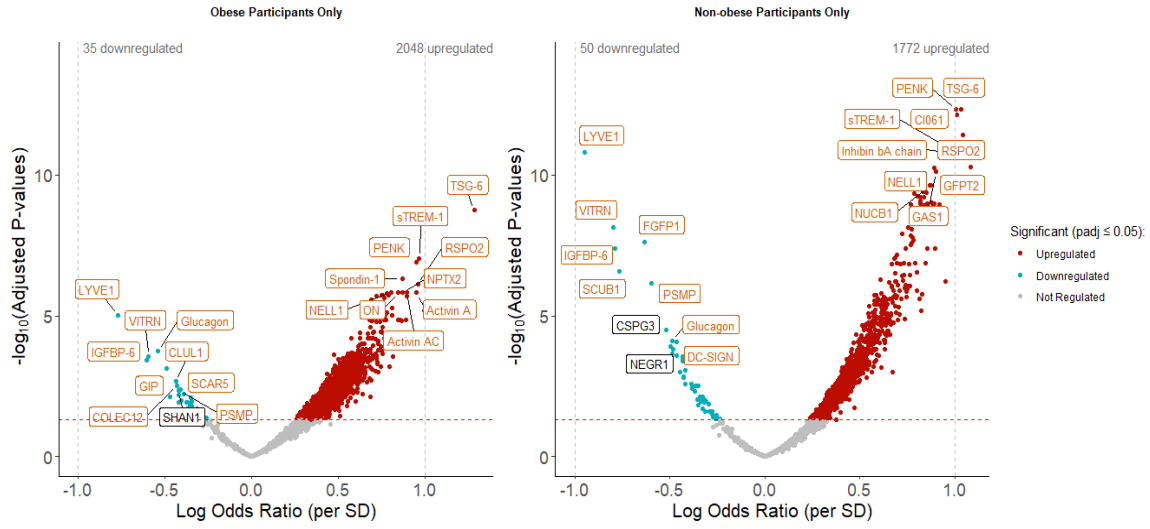 Obese Participants Only
35 downregulated
2048 upregulated
TSG-6
sTREM-1
PENK
RSPO2
Spondin-1
NPTX2
NELL1
ON
Activin A
Activin AC
LYVE1
VITRN
Glucagon
IGFBP-6
CLUL1
GIP
SCAR5
COLEC12
SHAN1
PSMP
-log10(Adjusted P-values)
10
5
0
-1.0
-0.5
0.0
0.5
1.0
Log Odds Ratio (per SD)
Non-obese Participants Only
50 downregulated
1772 upregulated
PENK
TSG-6
sTREM-1
CI061
Inhibin bA chain
RSPO2
NELL1
GFPT2
NUCB1
GAS1
LYVE1
VITRN
FGFP1
IGFBP-6
SCUB1
PSMP
CSPG3
Glucagon
NEGR1
DC-SIGN
-log10(Adjusted P-values)
10
5
0
-1.0
-0.5
0.0
0.5
1.0
Log Odds Ratio (per SD)
Significant (padj ≤ 0.05):
Upregulated
Downregulated
Not Regulated